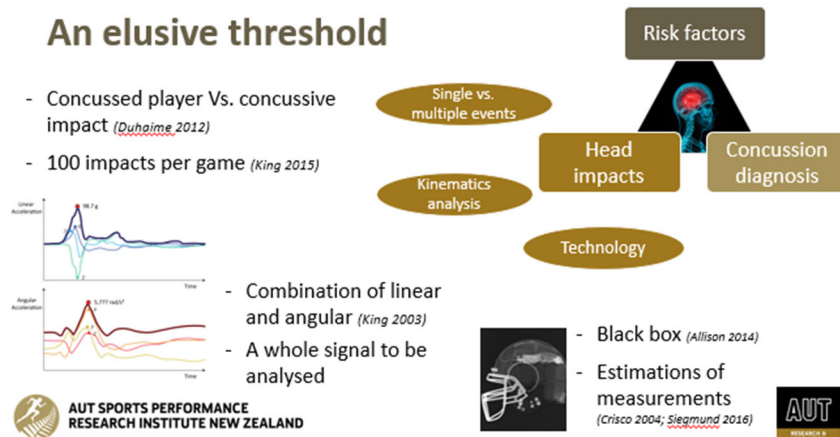 An elusive threshold
Risk factors
- Concussed player Vs. concussive
impact (Duhaime 2012)
- 100 impacts per game (King 2015)
Single vs.
multiple events
Head
impacts
Concussion
diagnosis
Kinematics
analysis
Technology
Linear
Acceleration
98.7 g
Time
Angular
Acceleration
5,777 rad/s²
Time
- Combination of linear
and angular (King 2003)
- A whole signal to be
analysed
- Black box (Allison 2014)
- Estimations of
measurements
(Crisco 2004; Siegmund 2016)
AUT SPORTS PERFORMANCE
RESEARCH INSTITUTE NEW ZEALAND
AUT